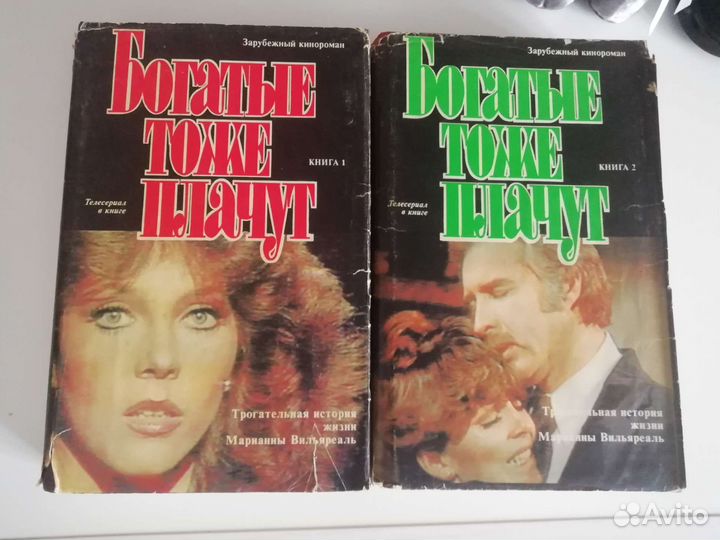 Зарубежный кинороман
Богатые
тоже
плачут
КНИГА 1
Телесериал
в книге
Трогательная история
жизни
Марианны Вильяреаль
Зарубежный кинороман
Богатые
тоже
плачут
КНИГА 2
Телесериал
в книге
Трогательная история
жизни
Марианны Вильяреаль
Avito